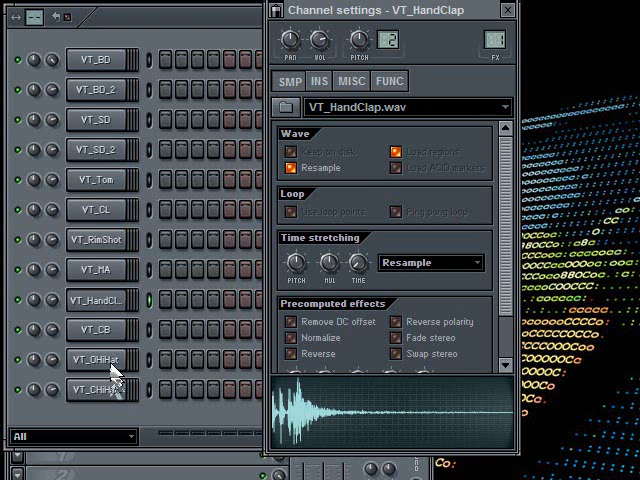 Channel settings - VT_HandClap
PAN VOL PITCH 2 1 FX
SMP INS MISC FUNC
VT_HandClap.wav
Wave
Keep on disk Load regions
Resample Load ACID markers
Loop
Use loop points Ping pong loop
Time stretching
PITCH MUL TIME Resample
Precomputed effects
Remove DC offset Reverse polarity
Normalize Fade stereo
Reverse Swap stereo
VT_BD
VT_BD_2
VT_SD
VT_SD_2
VT_Tom
VT_CL
VT_RimShot
VT_MA
VT_HandCl...
VT_CB
VT_OHiHat
All
1
2